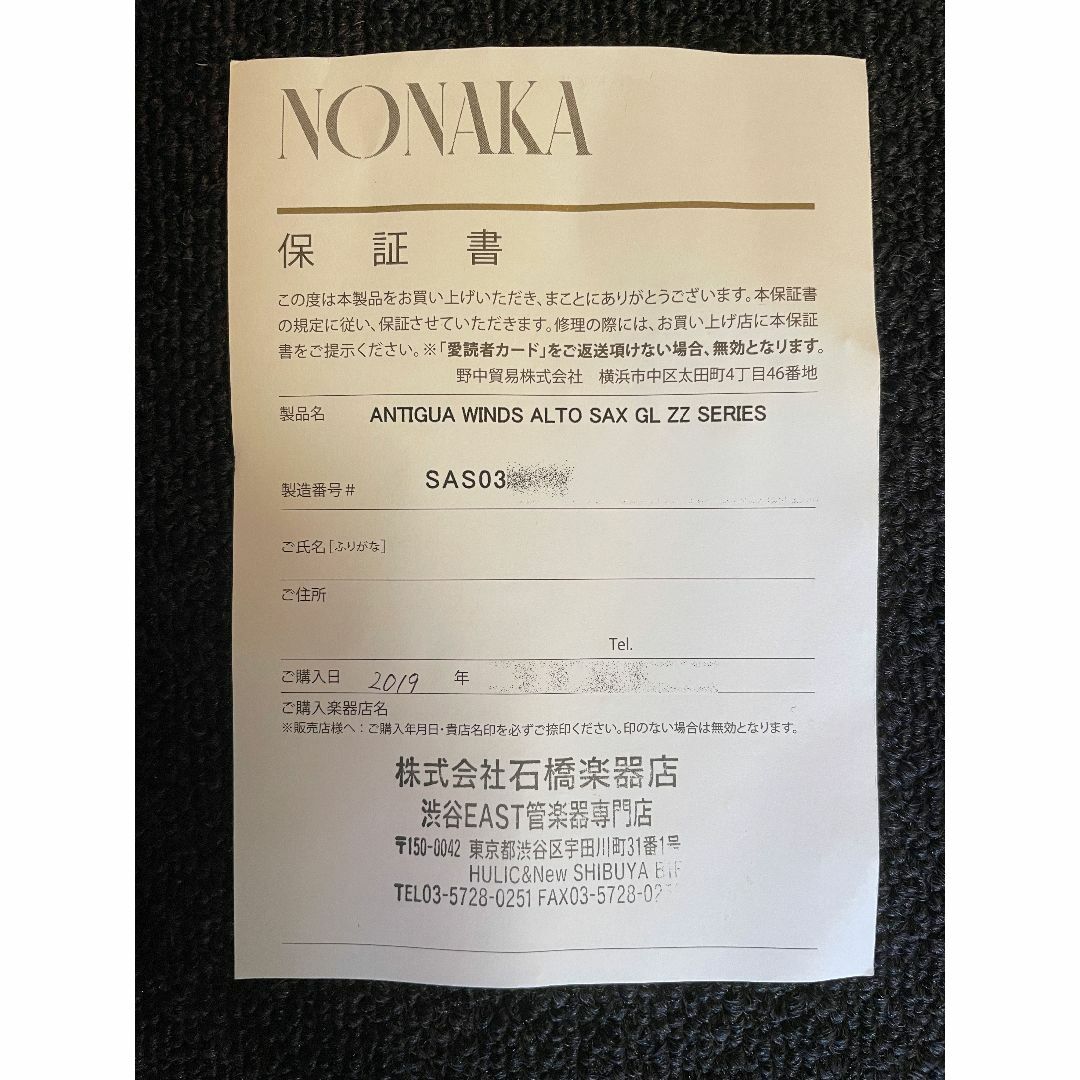 NONAKA
保証書
この度は本製品をお買い上げいただき、まことにありがとうございます。本保証書
の規定に従い、保証させていただきます。修理の際には、お買い上げ店に本保証
書をご提示ください。※「愛読者カード」をご返送項けない場合、無効となります。
野中貿易株式会社 横浜市中区太田町4丁目46番地
製品名 ANTIGUA WINDS ALTO SAX GL ZZ SERIES
製造番号# SAS03
ご氏名[ふりがな]
ご住所
Tel.
ご購入日 2019 年
ご購入楽器店名
※販売店様へ:ご購入年月日・貴店名印を必ずご捺印ください。印のない場合は無効となります。
株式会社石橋楽器店
渋谷EAST管楽器専門店
〒150-0042 東京都渋谷区宇田川町31番1号
HULIC&New SHIBUYA B1F
TEL03-5728-0251 FAX03-5728-02